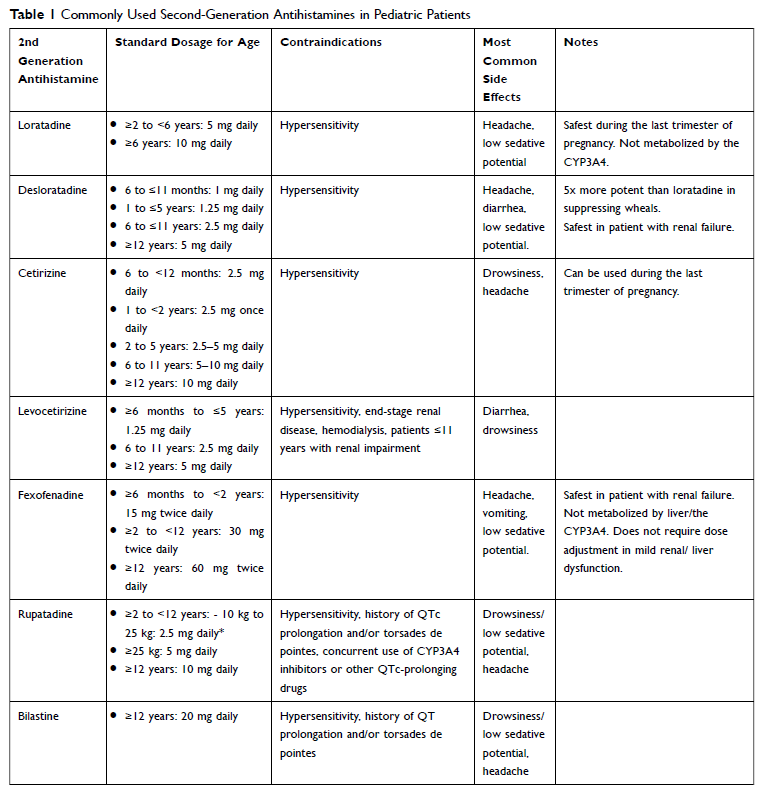 Table 1 Commonly Used Second-Generation Antihistamines in Pediatric Patients
2nd
Generation
Antihistamine
Standard Dosage for Age
Contraindications
Most
Common
Side
Effects
Notes
Loratadine
● ≥2 to <6 years: 5 mg daily
● ≥6 years: 10 mg daily
Hypersensitivity
Headache,
low sedative
potential
Safest during the last trimester of
pregnancy. Not metabolized by the
CYP3A4.
Desloratadine
● 6 to ≤11 months: 1 mg daily
● 1 to ≤5 years: 1.25 mg daily
● 6 to ≤11 years: 2.5 mg daily
● ≥12 years: 5 mg daily
Hypersensitivity
Headache,
diarrhea,
low sedative
potential.
5x more potent than loratadine in
suppressing wheals.
Safest in patient with renal failure.
Cetirizine
● 6 to <12 months: 2.5 mg
daily
● 1 to <2 years: 2.5 mg once
daily
● 2 to 5 years: 2.5–5 mg daily
● 6 to 11 years: 5–10 mg daily
● ≥12 years: 10 mg daily
Hypersensitivity
Drowsiness,
headache
Can be used during the last
trimester of pregnancy.
Levocetirizine
● ≥6 months to ≤5 years:
1.25 mg daily
● 6 to 11 years: 2.5 mg daily
● ≥12 years: 5 mg daily
Hypersensitivity, end-stage renal
disease, hemodialysis, patients ≤11
years with renal impairment
Diarrhea,
drowsiness
Fexofenadine
● ≥6 months to <2 years:
15 mg twice daily
● ≥2 to <12 years: 30 mg
twice daily
● ≥12 years: 60 mg twice
daily
Hypersensitivity
Headache,
vomiting,
low sedative
potential.
Safest in patient with renal failure.
Not metabolized by liver/the
CYP3A4. Does not require dose
adjustment in mild renal/ liver
dysfunction.
Rupatadine
● ≥2 to <12 years: - 10 kg to
25 kg: 2.5 mg daily*
● ≥25 kg: 5 mg daily
● ≥12 years: 10 mg daily
Hypersensitivity, history of QTc
prolongation and/or torsades de
pointes, concurrent use of CYP3A4
inhibitors or other QTc-prolonging
drugs
Drowsiness/
low sedative
potential,
headache
Bilastine
● ≥12 years: 20 mg daily
Hypersensitivity, history of QT
prolongation and/or torsades de
pointes
Drowsiness/
low sedative
potential,
headache